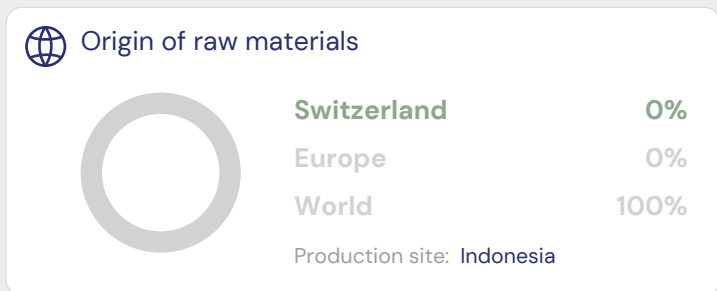 Origin of raw materials
Switzerland 0%
Europe 0%
World 100%
Production site: Indonesia